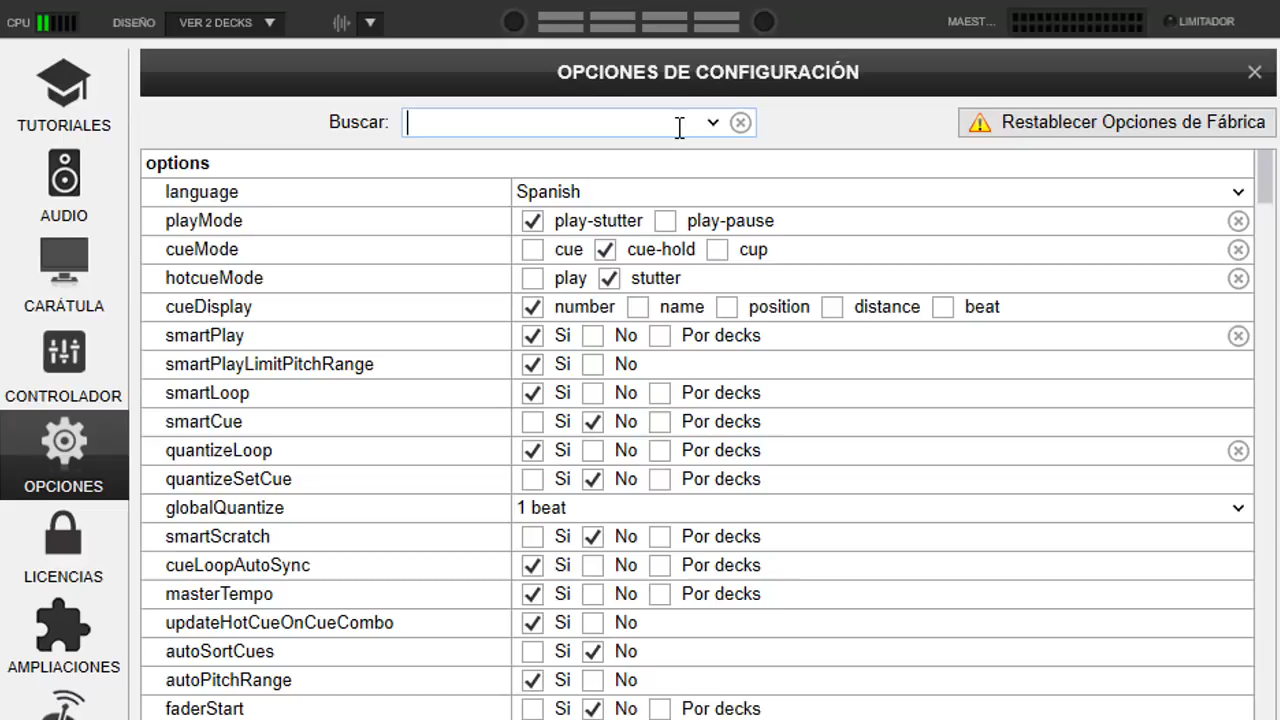 CPU DISEÑO VER 2 DECKS MAEST... LIMITADOR
OPCIONES DE CONFIGURACIÓN
TUTORIALES
AUDIO
CARÁTULA
CONTROLADOR
OPCIONES
LICENCIAS
AMPLIACIONES
Buscar: Restablecer Opciones de Fábrica
options
language Spanish
playMode play-stutter play-pause
cueMode cue cue-hold cup
hotcueMode play stutter
cueDisplay number name position distance beat
smartPlay Si No Por decks
smartPlayLimitPitchRange Si No
smartLoop Si No Por decks
smartCue Si No Por decks
quantizeLoop Si No Por decks
quantizeSetCue Si No Por decks
globalQuantize 1 beat
smartScratch Si No Por decks
cueLoopAutoSync Si No Por decks
masterTempo Si No Por decks
updateHotCueOnCueCombo Si No
autoSortCues Si No
autoPitchRange Si No
faderStart Si No Por decks